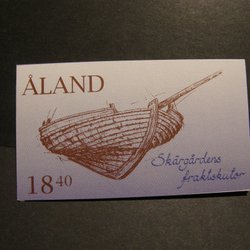 ÅLAND
Skärgårdens
fraktskutor
18 40